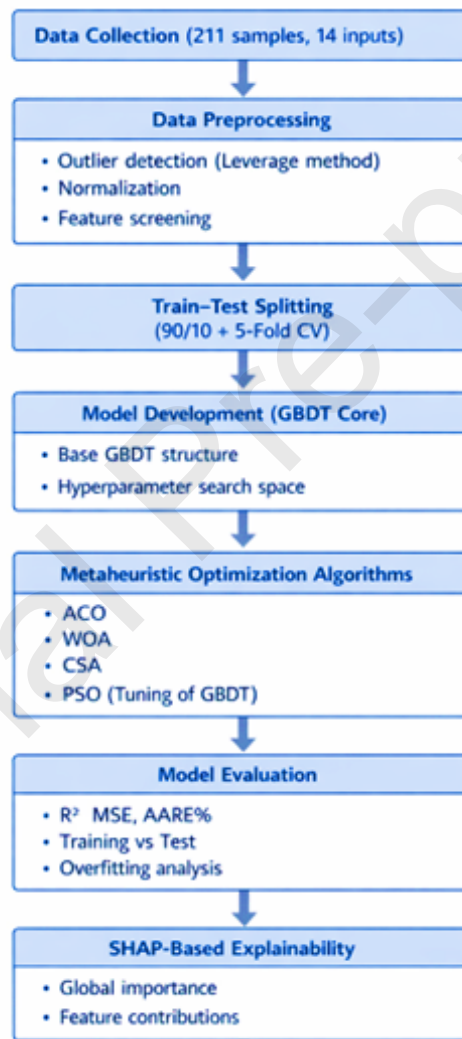 Data Collection (211 samples, 14 inputs)
Data Preprocessing
• Outlier detection (Leverage method)
• Normalization
• Feature screening
Train–Test Splitting
(90/10 + 5-Fold CV)
Model Development (GBDT Core)
• Base GBDT structure
• Hyperparameter search space
Metaheuristic Optimization Algorithms
• ACO
• WOA
• CSA
• PSO (Tuning of GBDT)
Model Evaluation
• R² MSE, AARE%
• Training vs Test
• Overfitting analysis
SHAP-Based Explainability
• Global importance
• Feature contributions